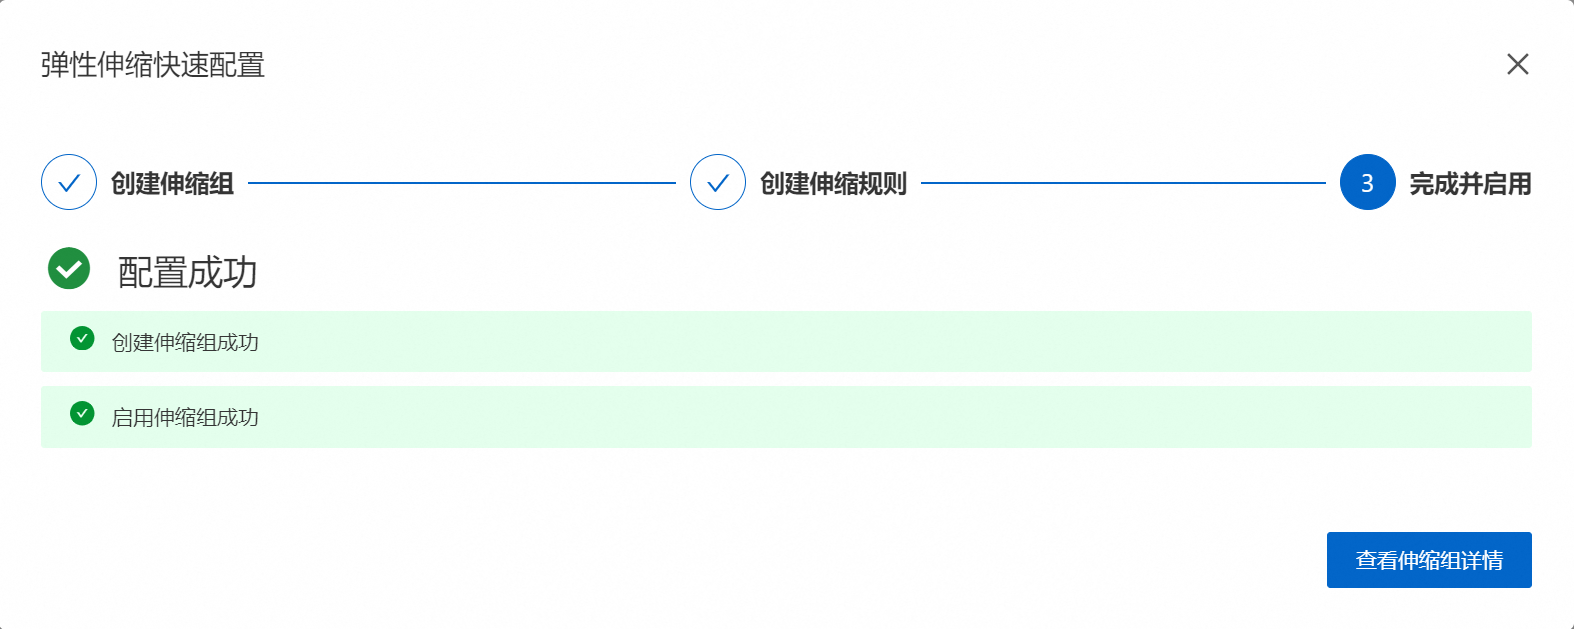 弹性伸缩快速配置
创建伸缩组
创建伸缩规则
3 完成并启用
配置成功
创建伸缩组成功
启用伸缩组成功
查看伸缩组详情